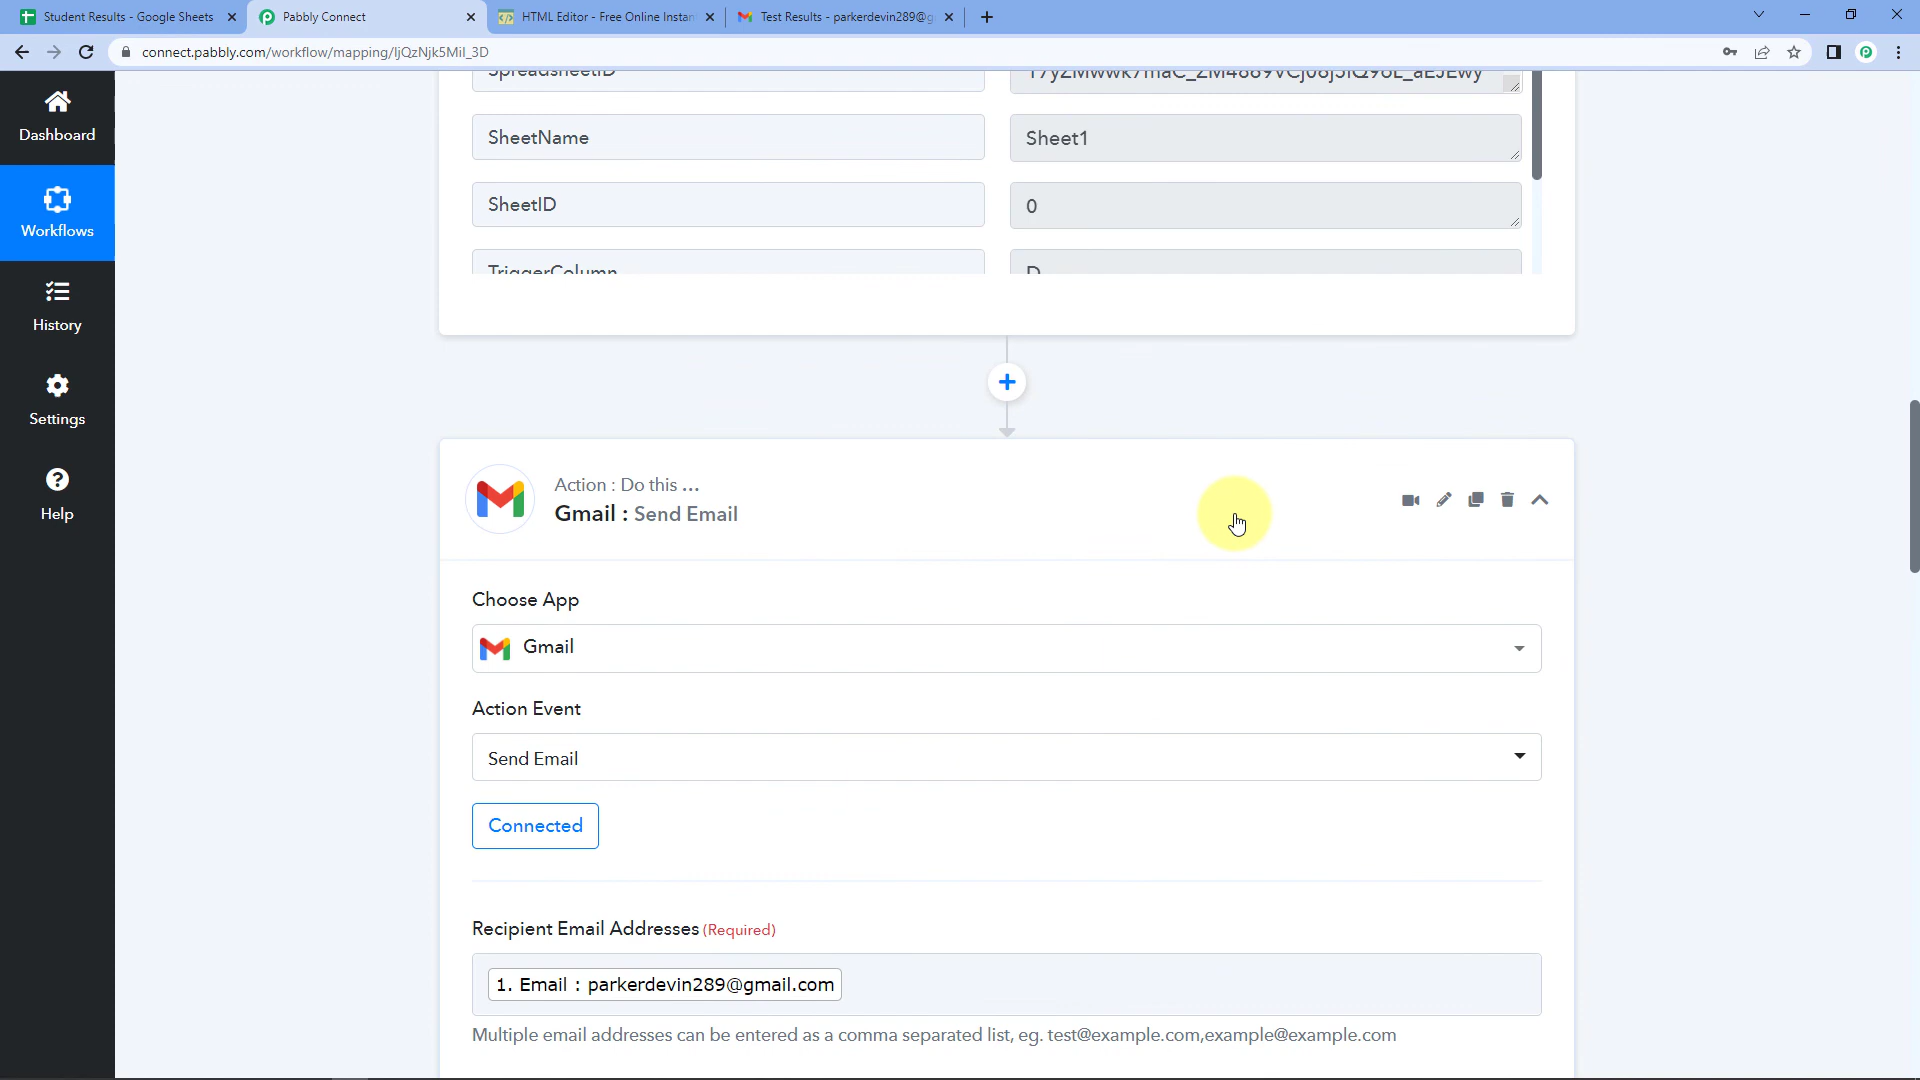 Student Results - Google Sheets
Pabbly Connect
HTML Editor - Free Online Instan
Test Results - parkerdevin289@g
connect.pabbly.com/workflow/mapping/IjQzNjk5MiI_3D
Dashboard
Workflows
History
Settings
Help
SpreadsheetID
SheetName
Sheet1
SheetID
0
TriggerColumn
D
Action : Do this ...
Gmail : Send Email
Choose App
Gmail
Action Event
Send Email
Connected
Recipient Email Addresses (Required)
1. Email : parkerdevin289@gmail.com
Multiple email addresses can be entered as a comma separated list, eg. test@example.com,example@example.com